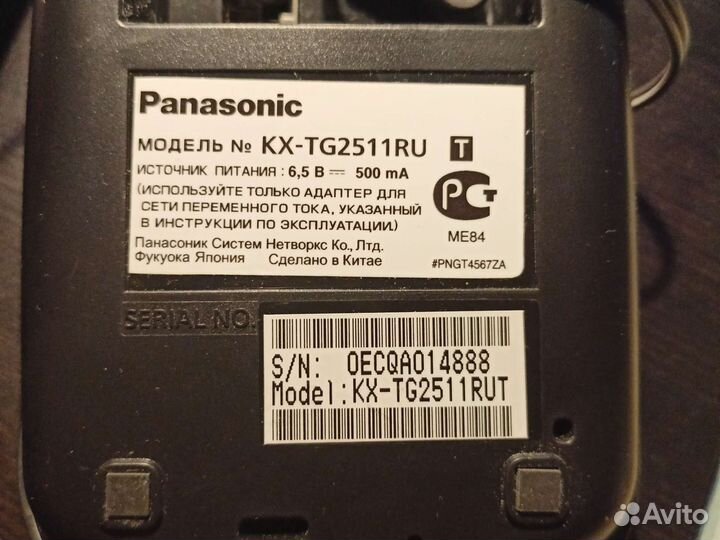 Panasonic
МОДЕЛЬ № KX-TG2511RU T
ИСТОЧНИК ПИТАНИЯ: 6,5 В ⎓ 500 mA
(ИСПОЛЬЗУЙТЕ ТОЛЬКО АДАПТЕР ДЛЯ
СЕТИ ПЕРЕМЕННОГО ТОКА, УКАЗАННЫЙ
В ИНСТРУКЦИИ ПО ЭКСПЛУАТАЦИИ.)
Панасоник Систем Нетворкс Ко., Лтд.
Фукуока Япония Сделано в Китае
РСТ
ME84
#PNGT4567ZA
SERIAL NO.
S/N: 0ECQA014888
Model:KX-TG2511RUT
Avito